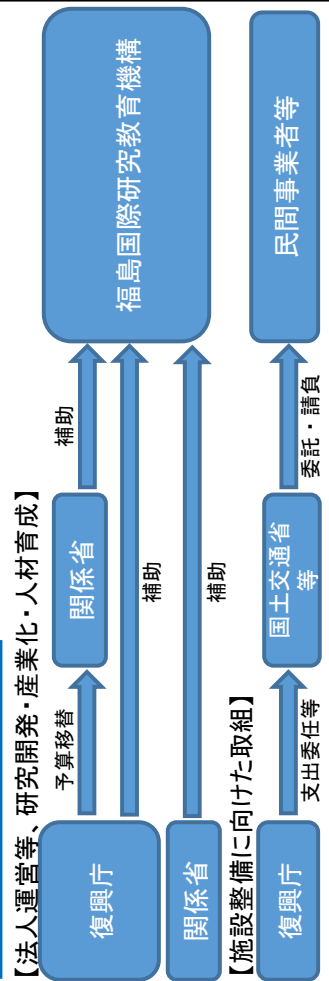 【法人運営等、研究開発・産業化・人材育成】
復興庁
予算移替
関係省
補助
福島国際研究教育機構
補助
関係省
補助
【施設整備に向けた取組】
復興庁
支出委任等
国土交通省
等
委託・請負
民間事業者等